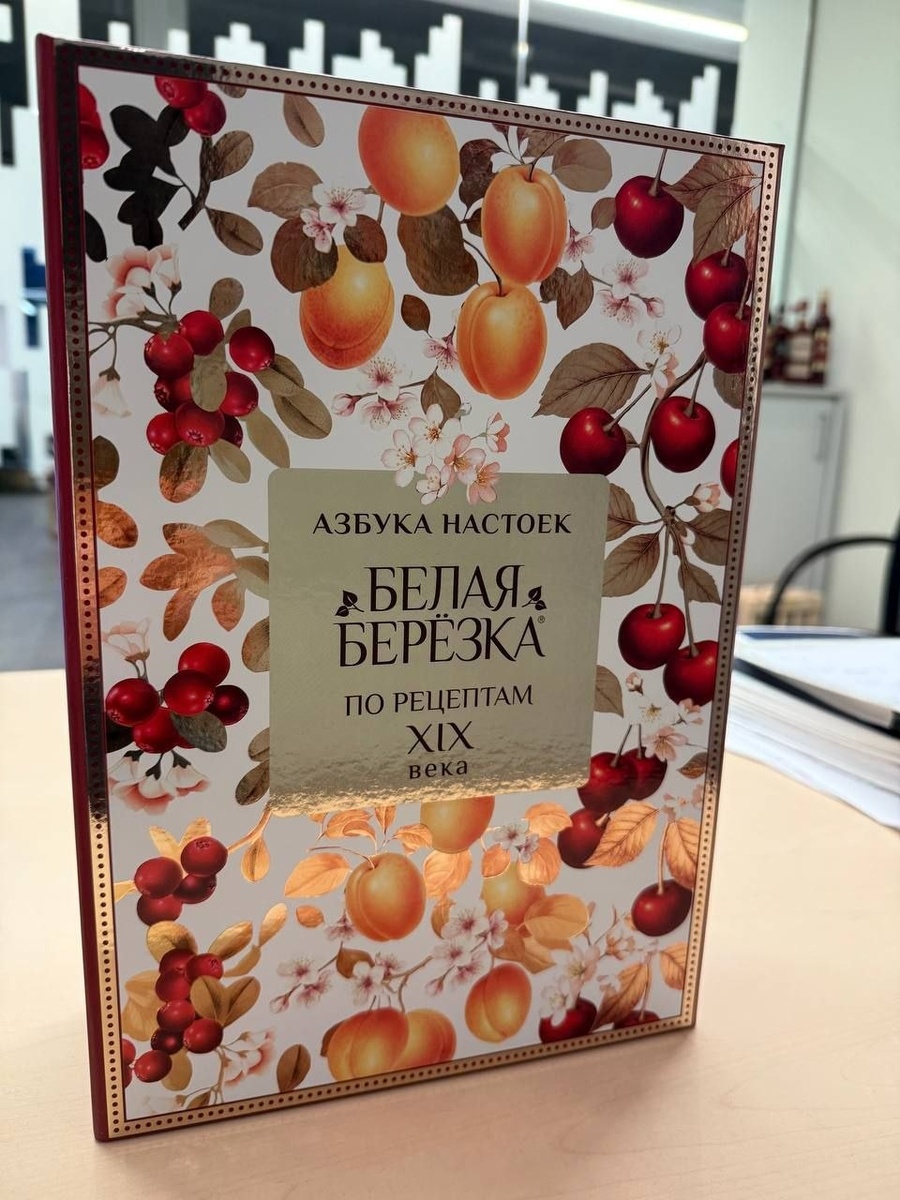 АЗБУКА НАСТОЕК
БЕЛАЯ
БЕРЁЗКА®
ПО РЕЦЕПТАМ
XIX
века